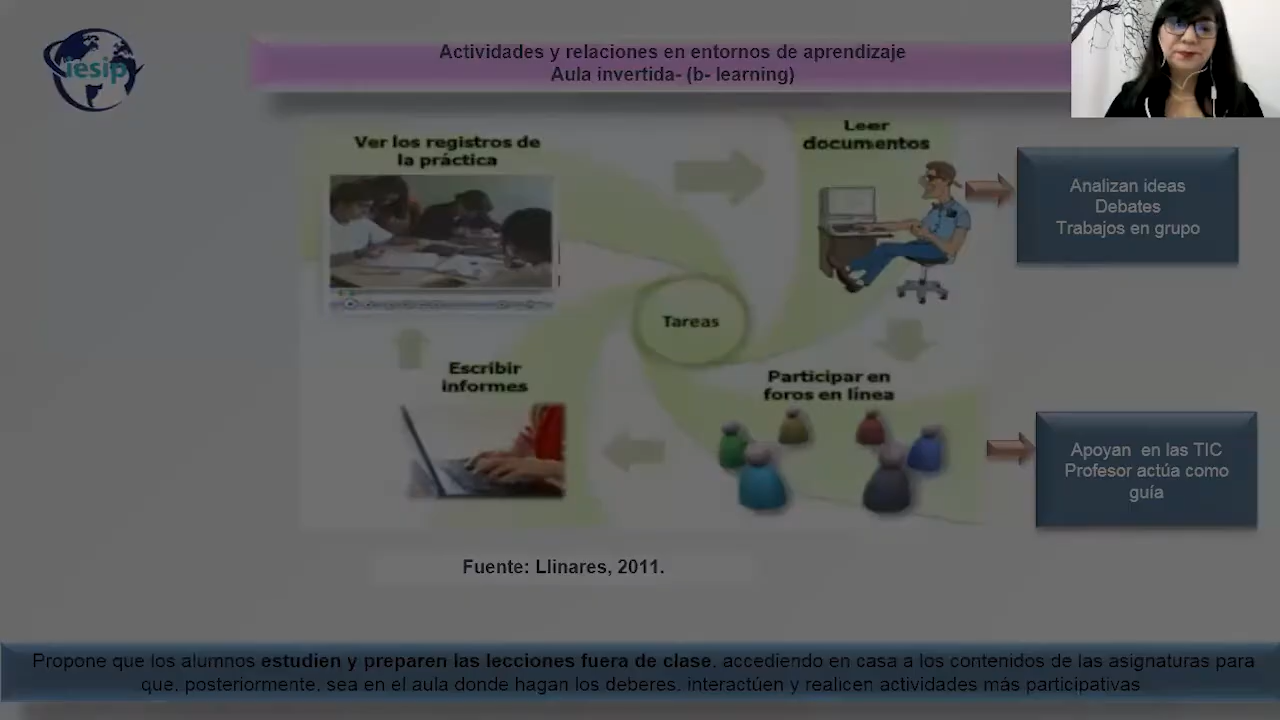 iesip
Actividades y relaciones en entornos de aprendizaje
Aula invertida- (b- learning)
Ver los registros de
la práctica
Leer
documentos
Analizan ideas
Debates
Trabajos en grupo
Tareas
Escribir
informes
Participar en
foros en línea
Apoyan en las TIC
Profesor actúa como
guía
Fuente: Llinares, 2011.
Propone que los alumnos estudien y preparen las lecciones fuera de clase, accediendo en casa a los contenidos de las asignaturas para
que, posteriormente, sea en el aula donde hagan los deberes, interactúen y realicen actividades más participativas